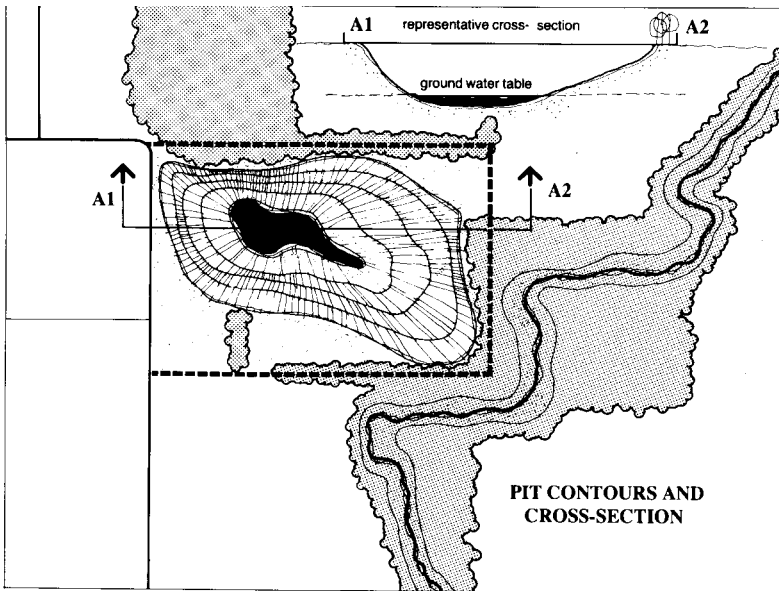 A1 representative cross- section A2
ground water table
A1
A2
PIT CONTOURS AND
CROSS-SECTION